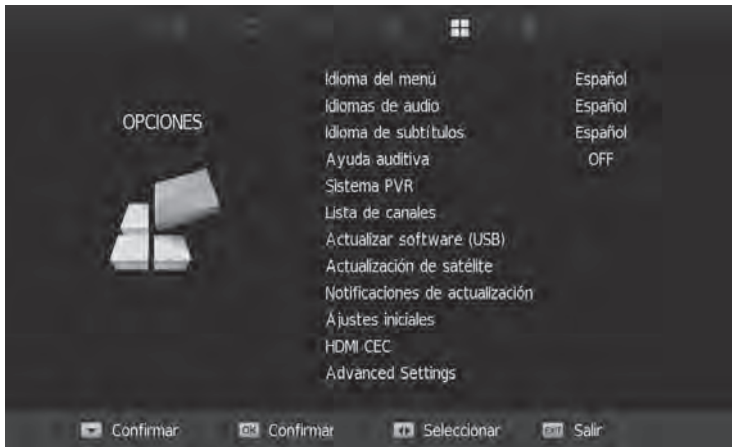 Idioma del menú Español
Idiomas de audio Español
OPCIONES
Idioma de subtítulos Español
Ayuda auditiva OFF
Sistema PVR
Lista de canales
Actualizar software (USB)
Actualización de satélite
Notificaciones de actualización
Ajustes iniciales
HDMI CEC
Advanced Settings
Confirmar OK Confirmar Seleccionar EXIT Salir